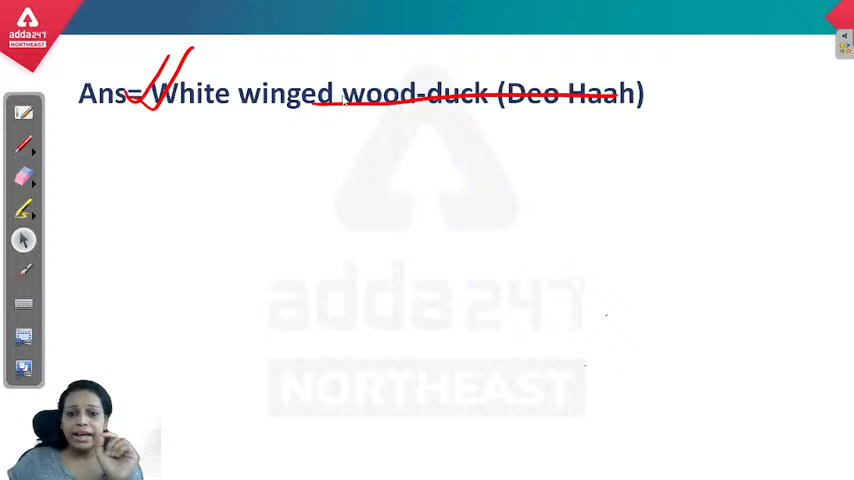 adda247
NORTHEAST
Ans= White winged wood-duck (Deo Haah)
adda247
NORTHEAST